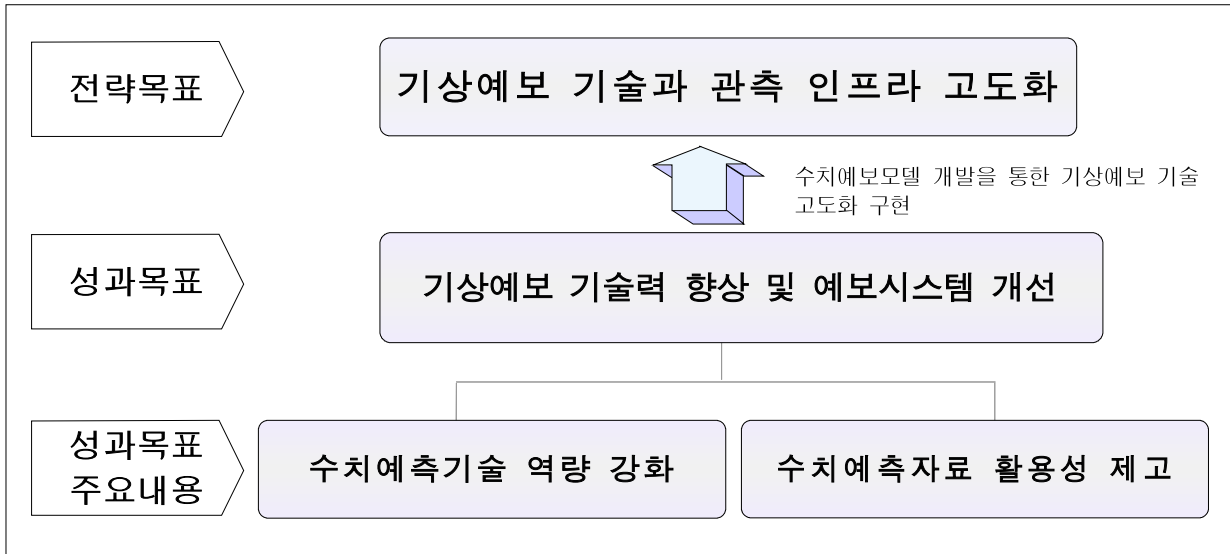 전략목표
기상예보 기술과 관측 인프라 고도화
수치예보모델 개발을 통한 기상예보 기술
고도화 구현
성과목표
기상예보 기술력 향상 및 예보시스템 개선
성과목표
주요내용
수치예측기술 역량 강화
수치예측자료 활용성 제고